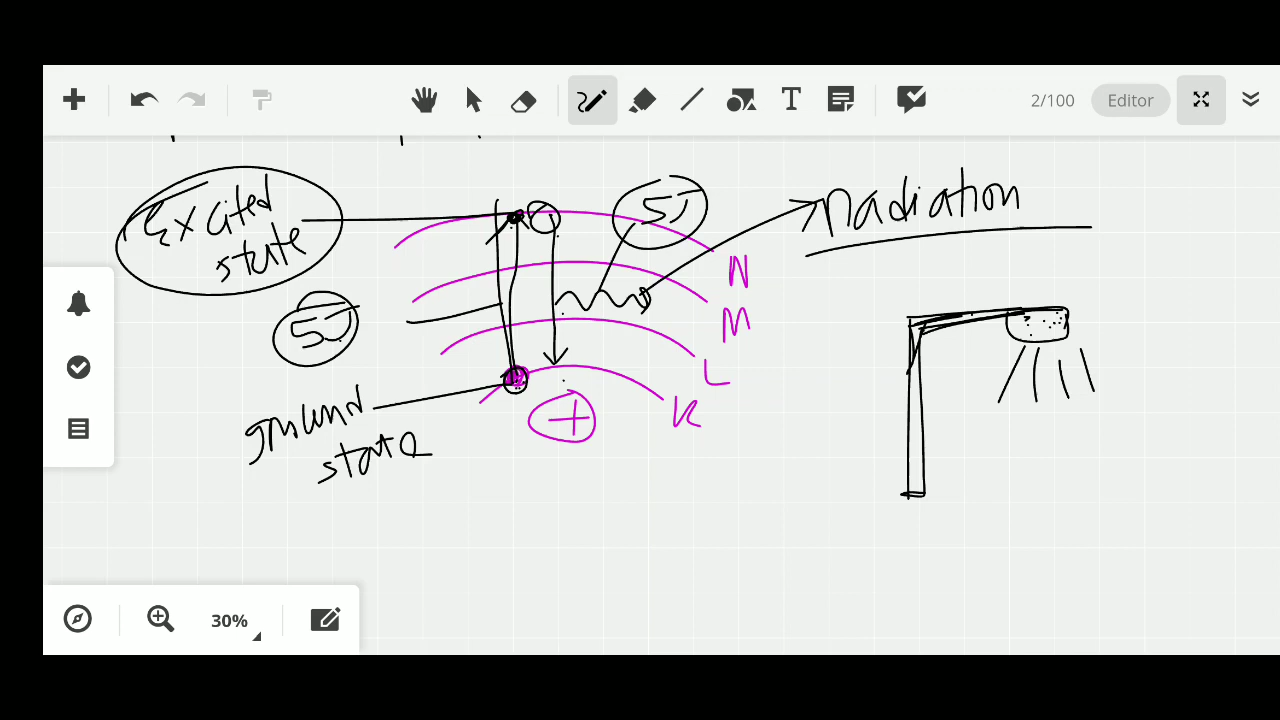 2/100
Editor
Excited
state
5J
radiation
N
5J
M
L
ground
state
+
K
30%